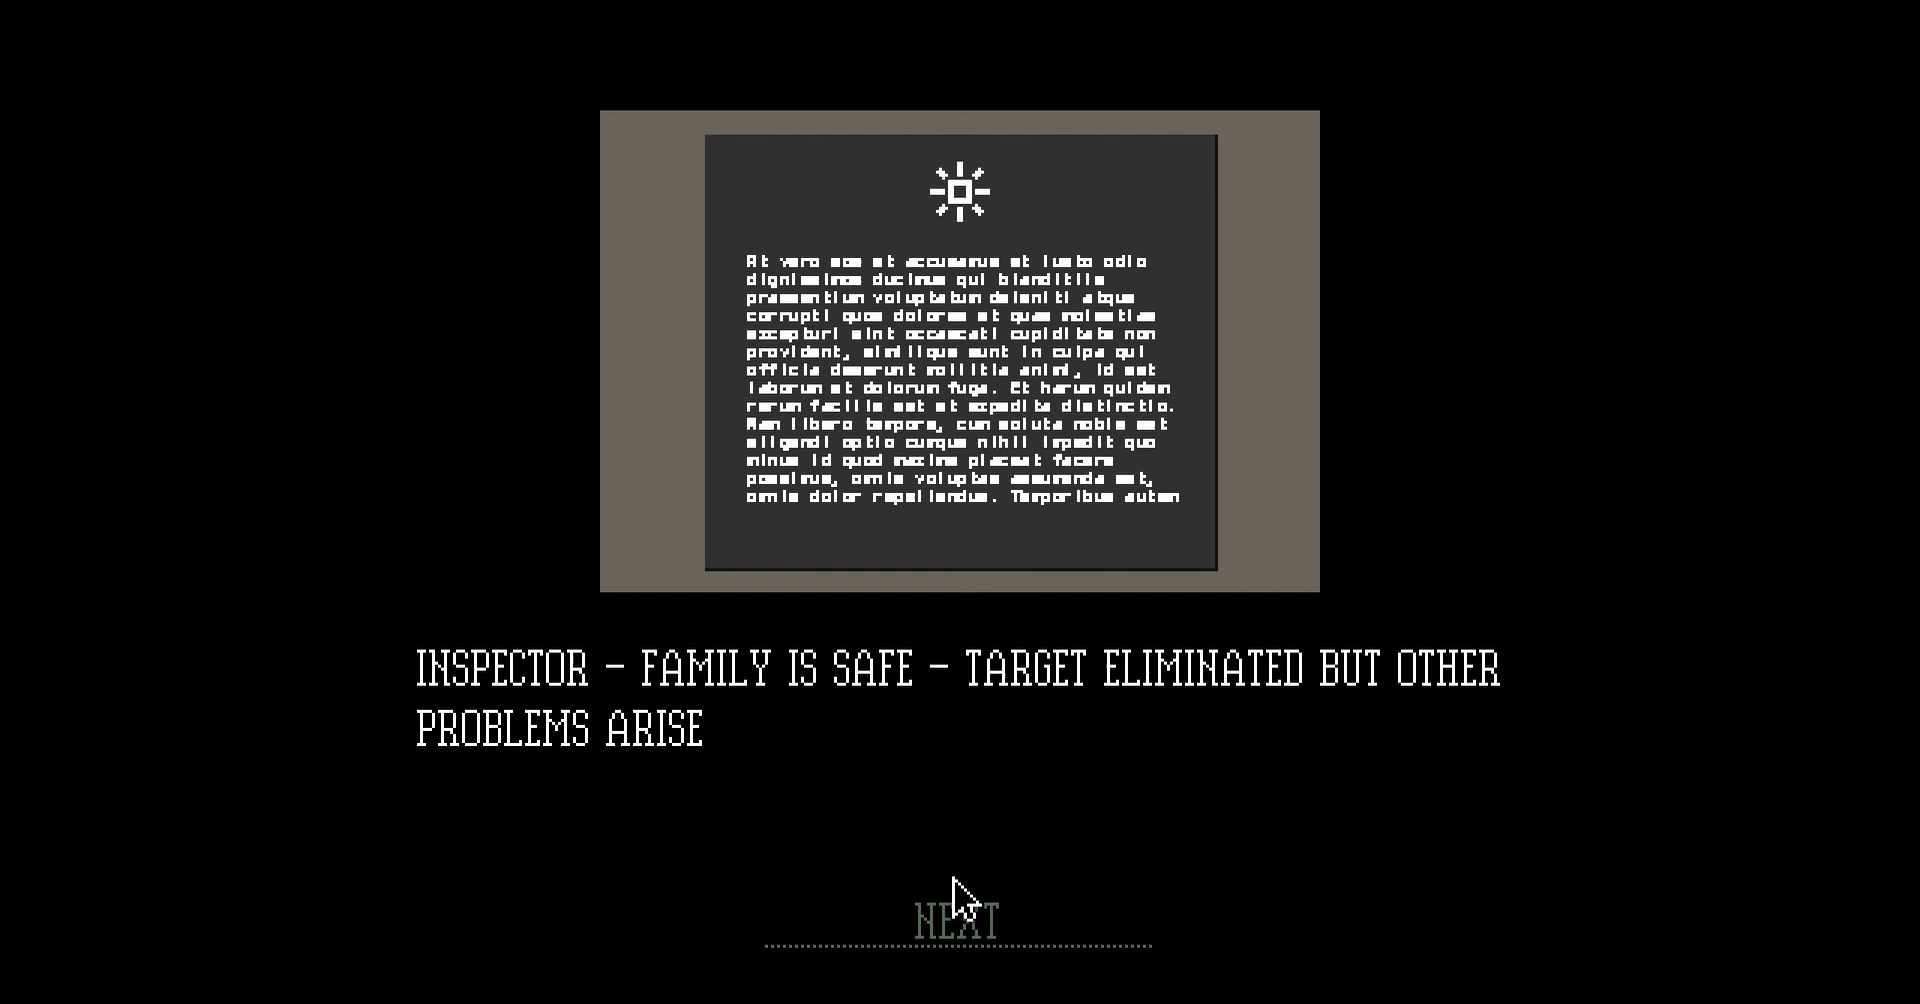 At vero eos et accusamus et iusto odio
dignissimos ducimus qui blanditiis
praesentium voluptatum deleniti atque
corrupti quos dolores et quas molestias
excepturi sint occaecati cupiditate non
provident, similique sunt in culpa qui
officia deserunt mollitia animi, id est
laborum et dolorum fuga. Et harum quidem
rerum facilis est et expedita distinctio.
Nam libero tempore, cum soluta nobis est
eligendi optio cumque nihil impedit quo
minus id quod maxime placeat facere
possimus, omnis voluptas assumenda est,
omnis dolor repellendus. Temporibus autem
INSPECTOR - FAMILY IS SAFE - TARGET ELIMINATED BUT OTHER
PROBLEMS ARISE
NEXT